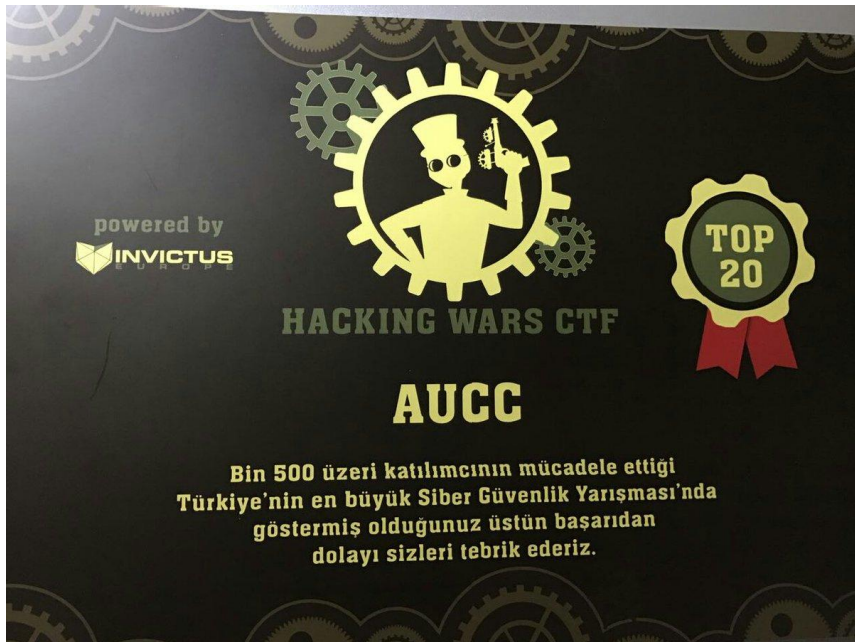 powered by
INVICTUS
EUROPE
TOP
20
HACKING WARS CTF
AUCC
Bin 500 üzeri katılımcının mücadele ettiği
Türkiye'nin en büyük Siber Güvenlik Yarışması'nda
göstermiş olduğunuz üstün başarıdan
dolayı sizleri tebrik ederiz.